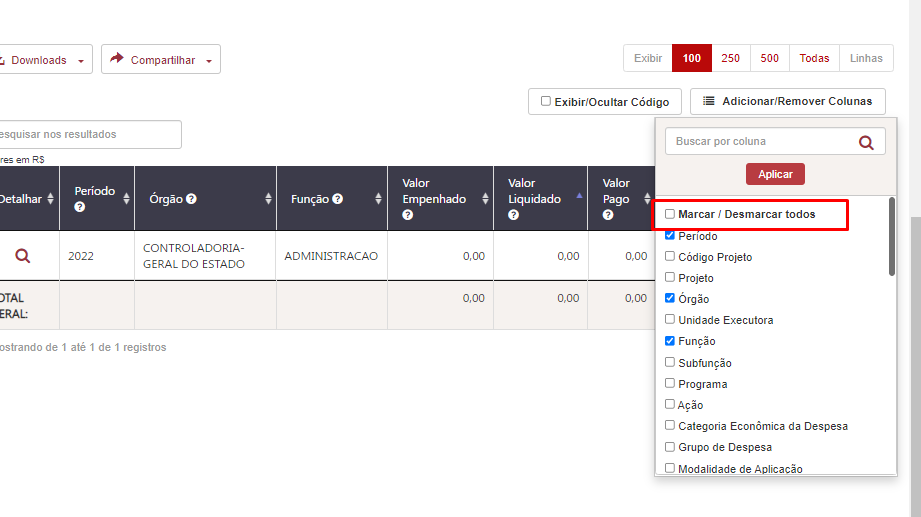 Downloads
Compartilhar
Exibir 100 250 500 Todas Linhas
Exibir/Ocultar Código
Adicionar/Remover Colunas
esquisar nos resultados
res em R$
Buscar por coluna
Aplicar
Detalhar
Período
Órgão
Função
Valor Empenhado
Valor Liquidado
Valor Pago
2022
CONTROLADORIA-
GERAL DO ESTADO
ADMINISTRACAO
0,00
0,00
0,00
OTAL
ERAL:
0,00
0,00
0,00
ostrando de 1 até 1 de 1 registros
Marcar / Desmarcar todos
Período
Código Projeto
Projeto
Órgão
Unidade Executora
Função
Subfunção
Programa
Ação
Categoria Econômica da Despesa
Grupo de Despesa
Modalidade de Aplicação